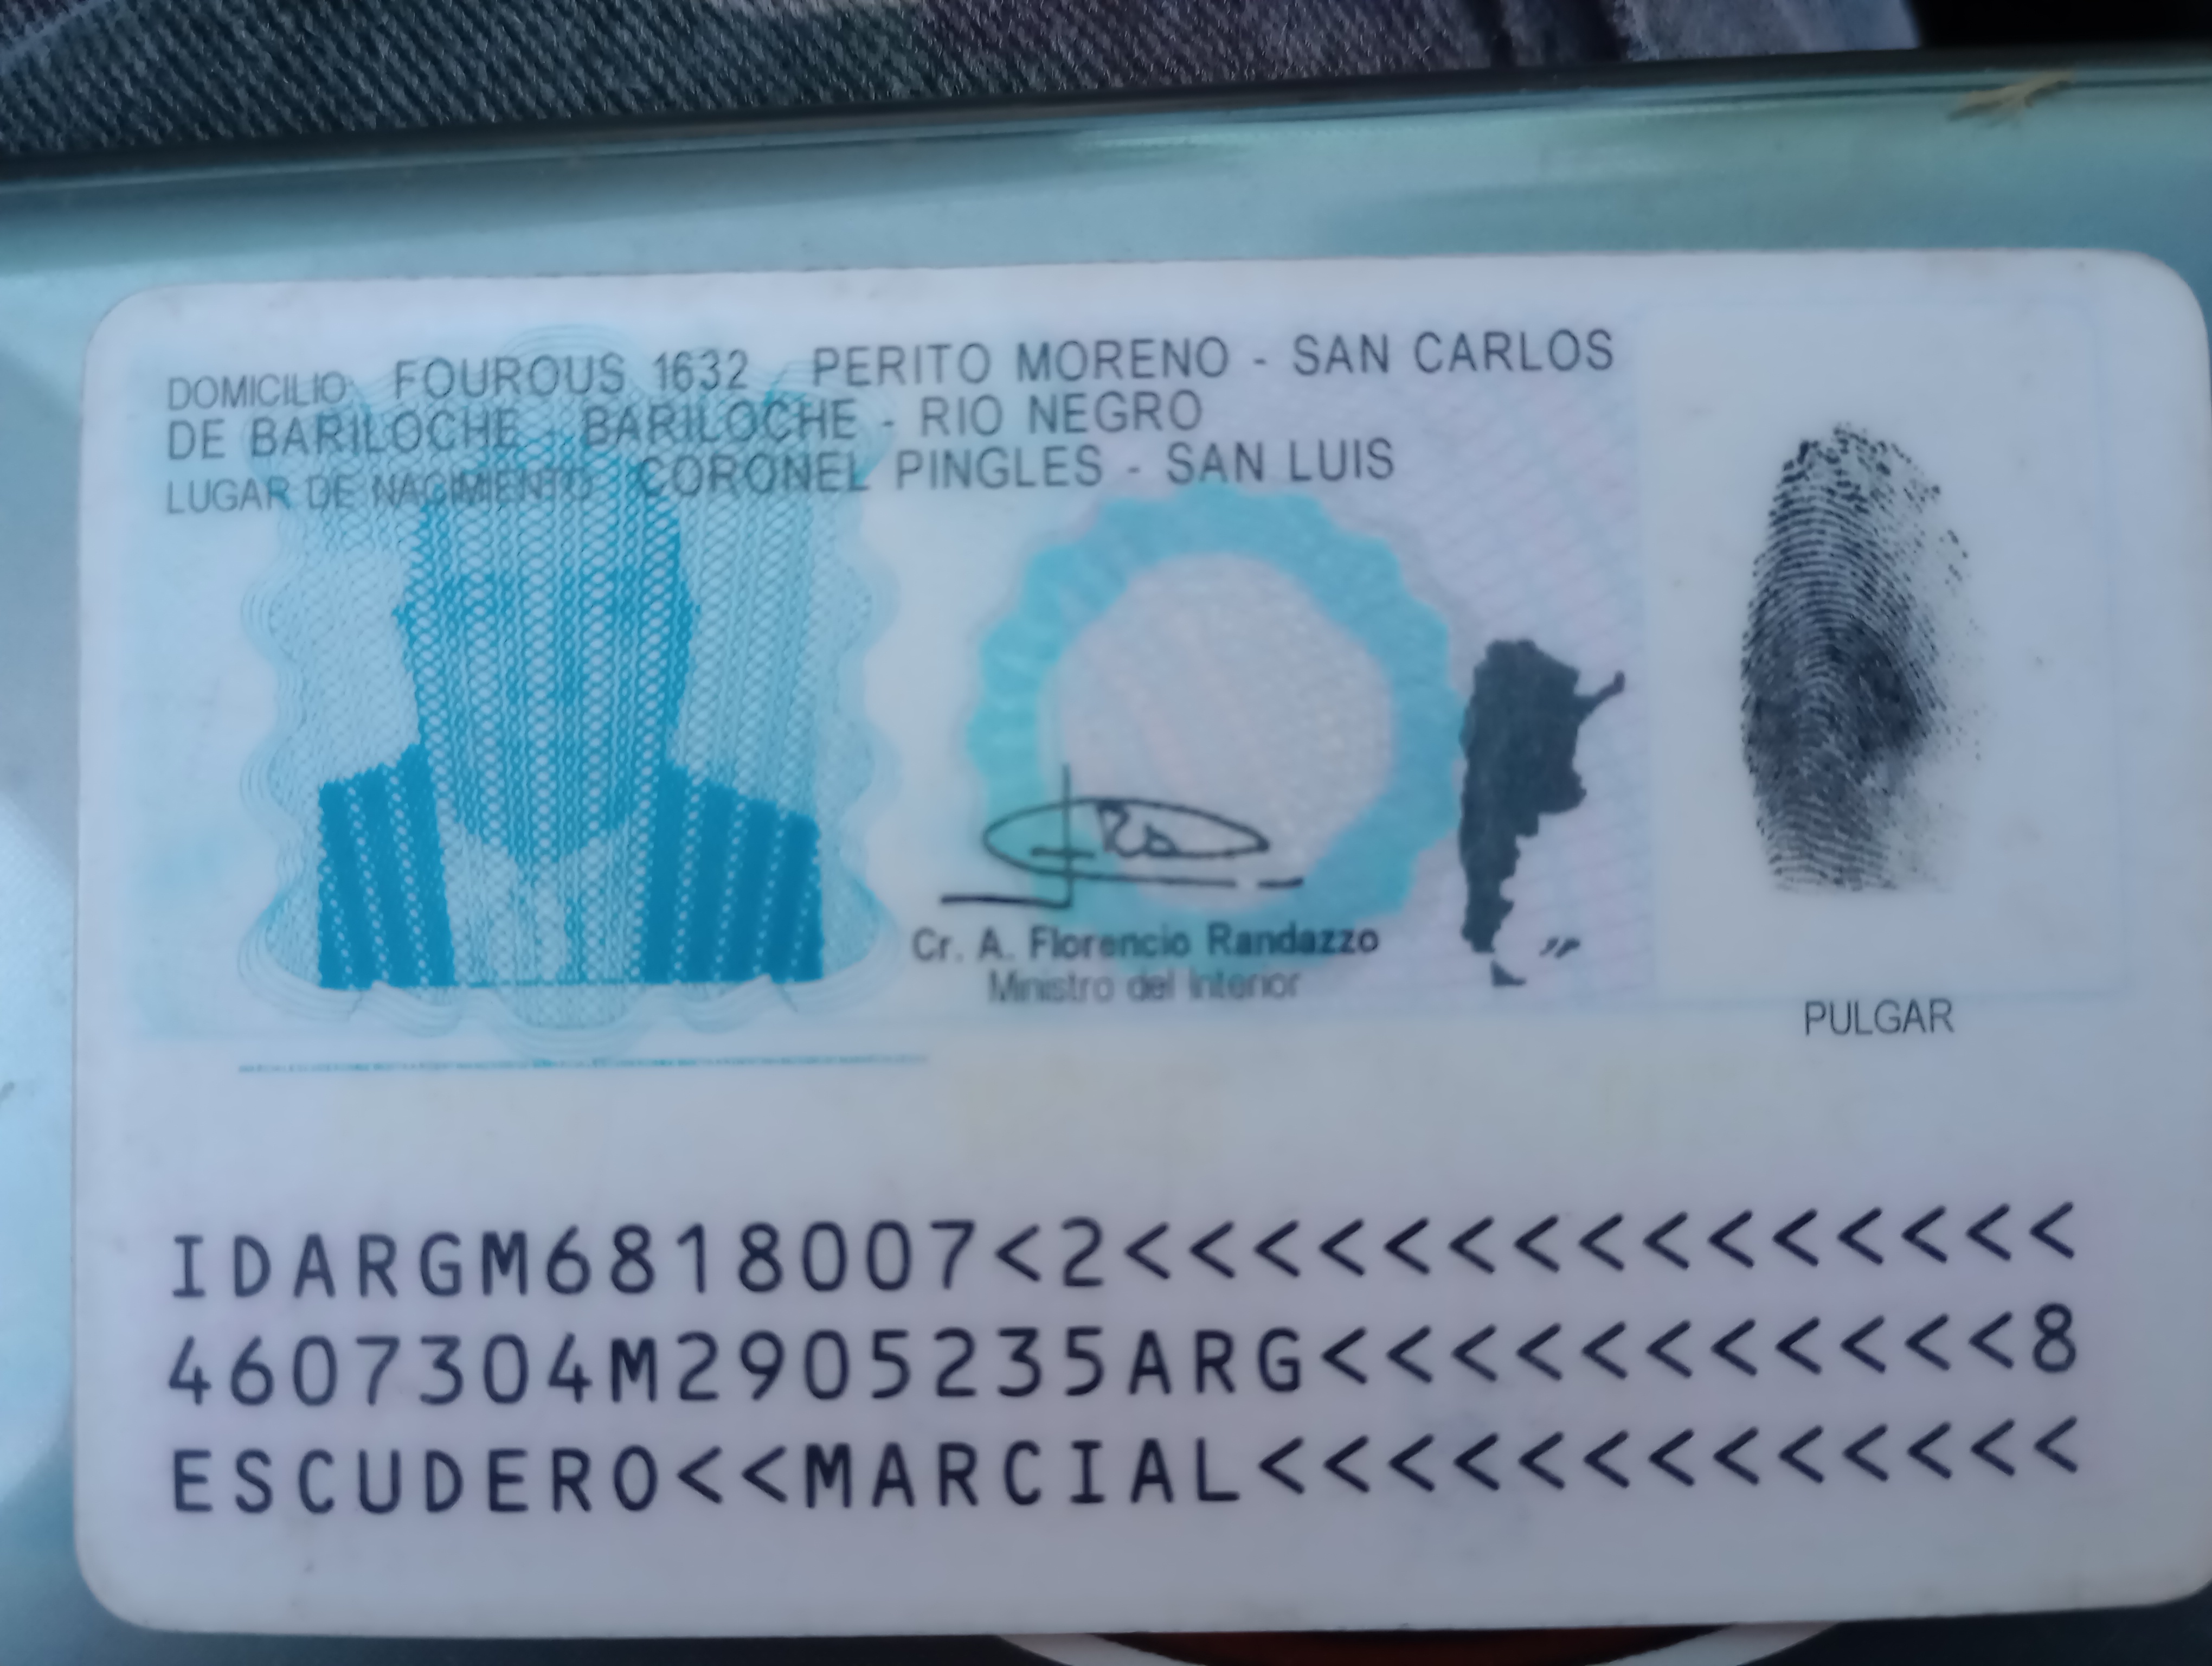 DOMICILIO: FOUROUS 1632 / PERITO MORENO - SAN CARLOS
DE BARILOCHE - BARILOCHE - RIO NEGRO
LUGAR DE NACIMIENTO: CORONEL PINGLES - SAN LUIS
Cr. A. Florencio Randazzo
Ministro del Interior
PULGAR
IDARGM6818007<2<<<<<<<<<<<<<<<
4607304M2905235ARG<<<<<<<<<<<8
ESCUDERO<<MARCIAL<<<<<<<<<<<<<